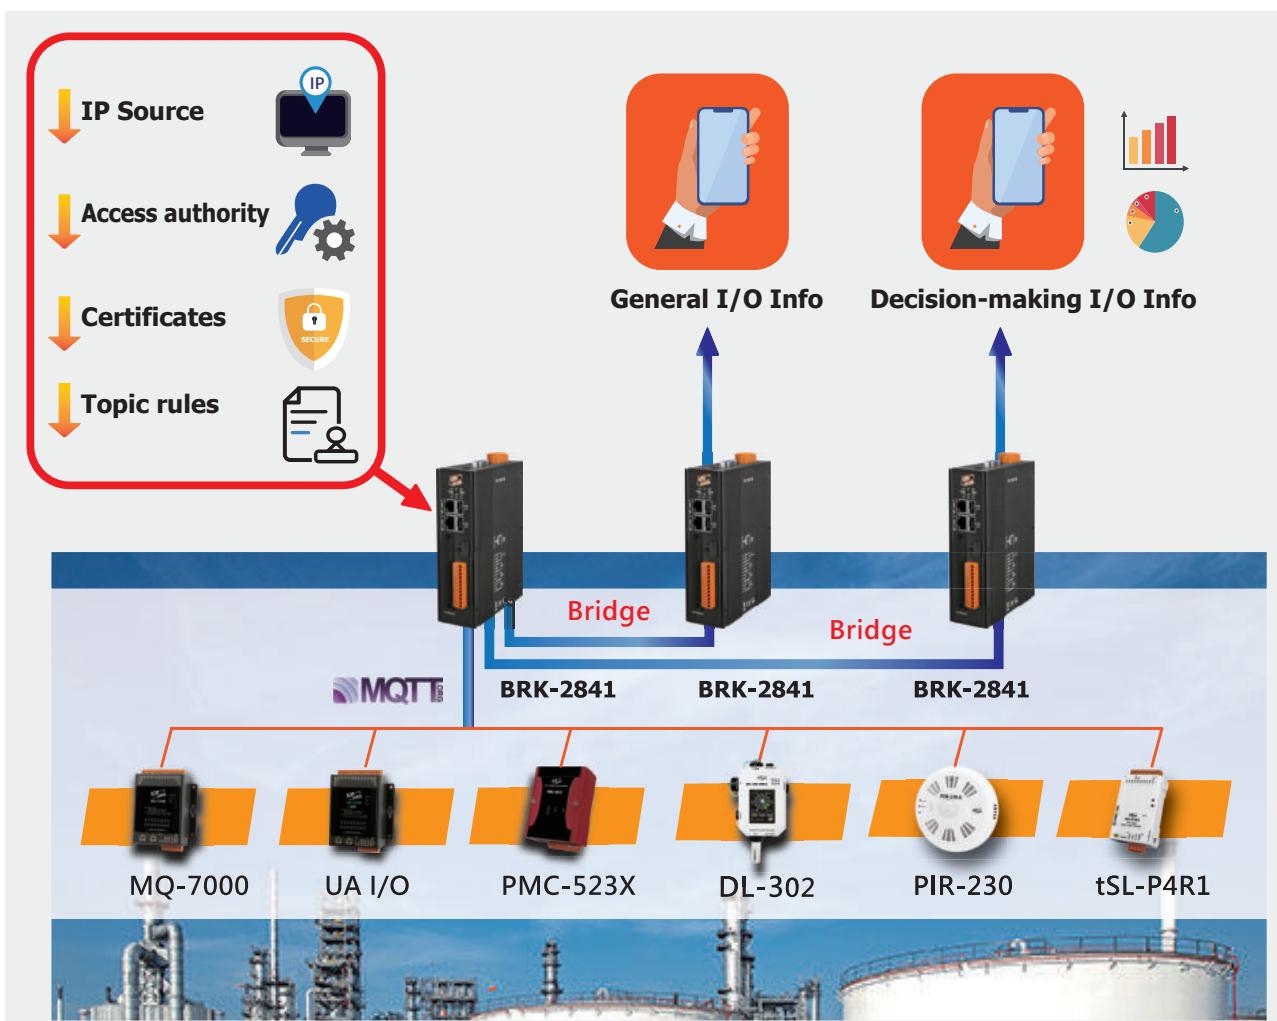 IP
IP Source
Access authority
Certificates
SECURE
Topic rules
General I/O Info
Decision-making I/O Info
Bridge
Bridge
MQTT.ORG
BRK-2841
BRK-2841
BRK-2841
MQ-7000
UA I/O
PMC-523X
DL-302
PIR-230
tSL-P4R1